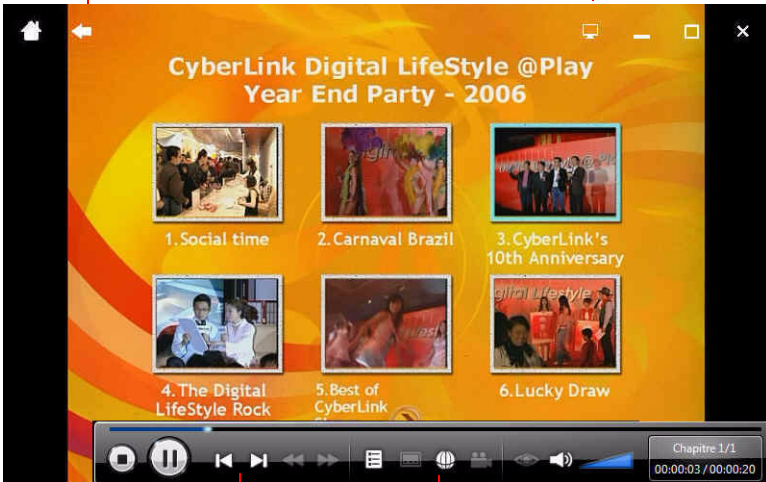 CyberLink Digital LifeStyle @Play
Year End Party - 2006
1.Social time
2.Carnaval Brazil
3.CyberLink's
10th Anniversary
4.The Digital
LifeStyle Rock
5.Best of
CyberLink
6.Lucky Draw
Chapitre 1/1
00:00:03/00:00:20